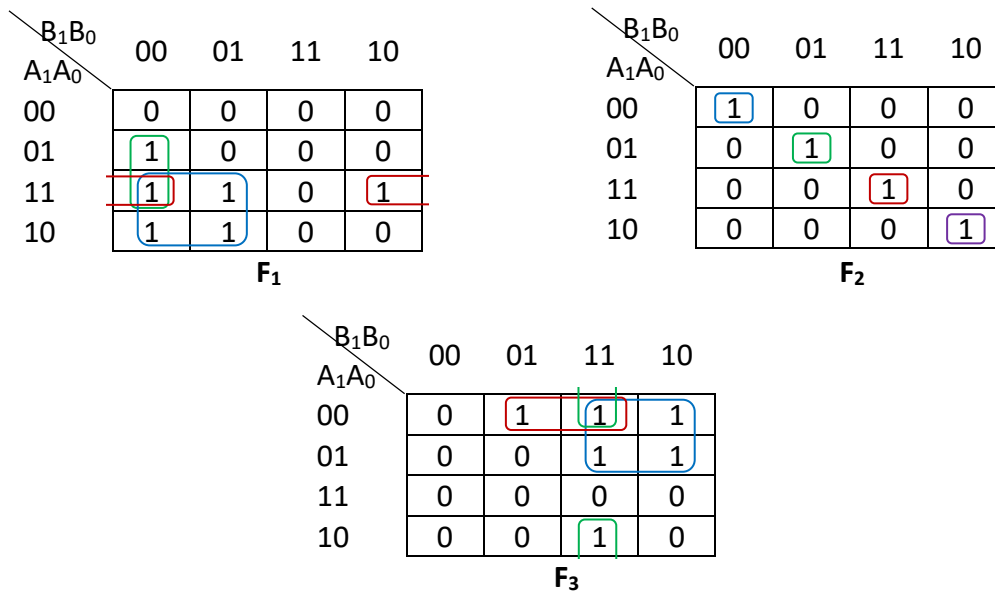 B₁B₀ 00 01 11 10
A₁A₀
00 0 0 0 0
01 1 0 0 0
11 1 1 0 1
10 1 1 0 0
F₁
B₁B₀ 00 01 11 10
A₁A₀
00 1 0 0 0
01 0 1 0 0
11 0 0 1 0
10 0 0 0 1
F₂
B₁B₀ 00 01 11 10
A₁A₀
00 0 1 1 1
01 0 0 1 1
11 0 0 0 0
10 0 0 1 0
F₃